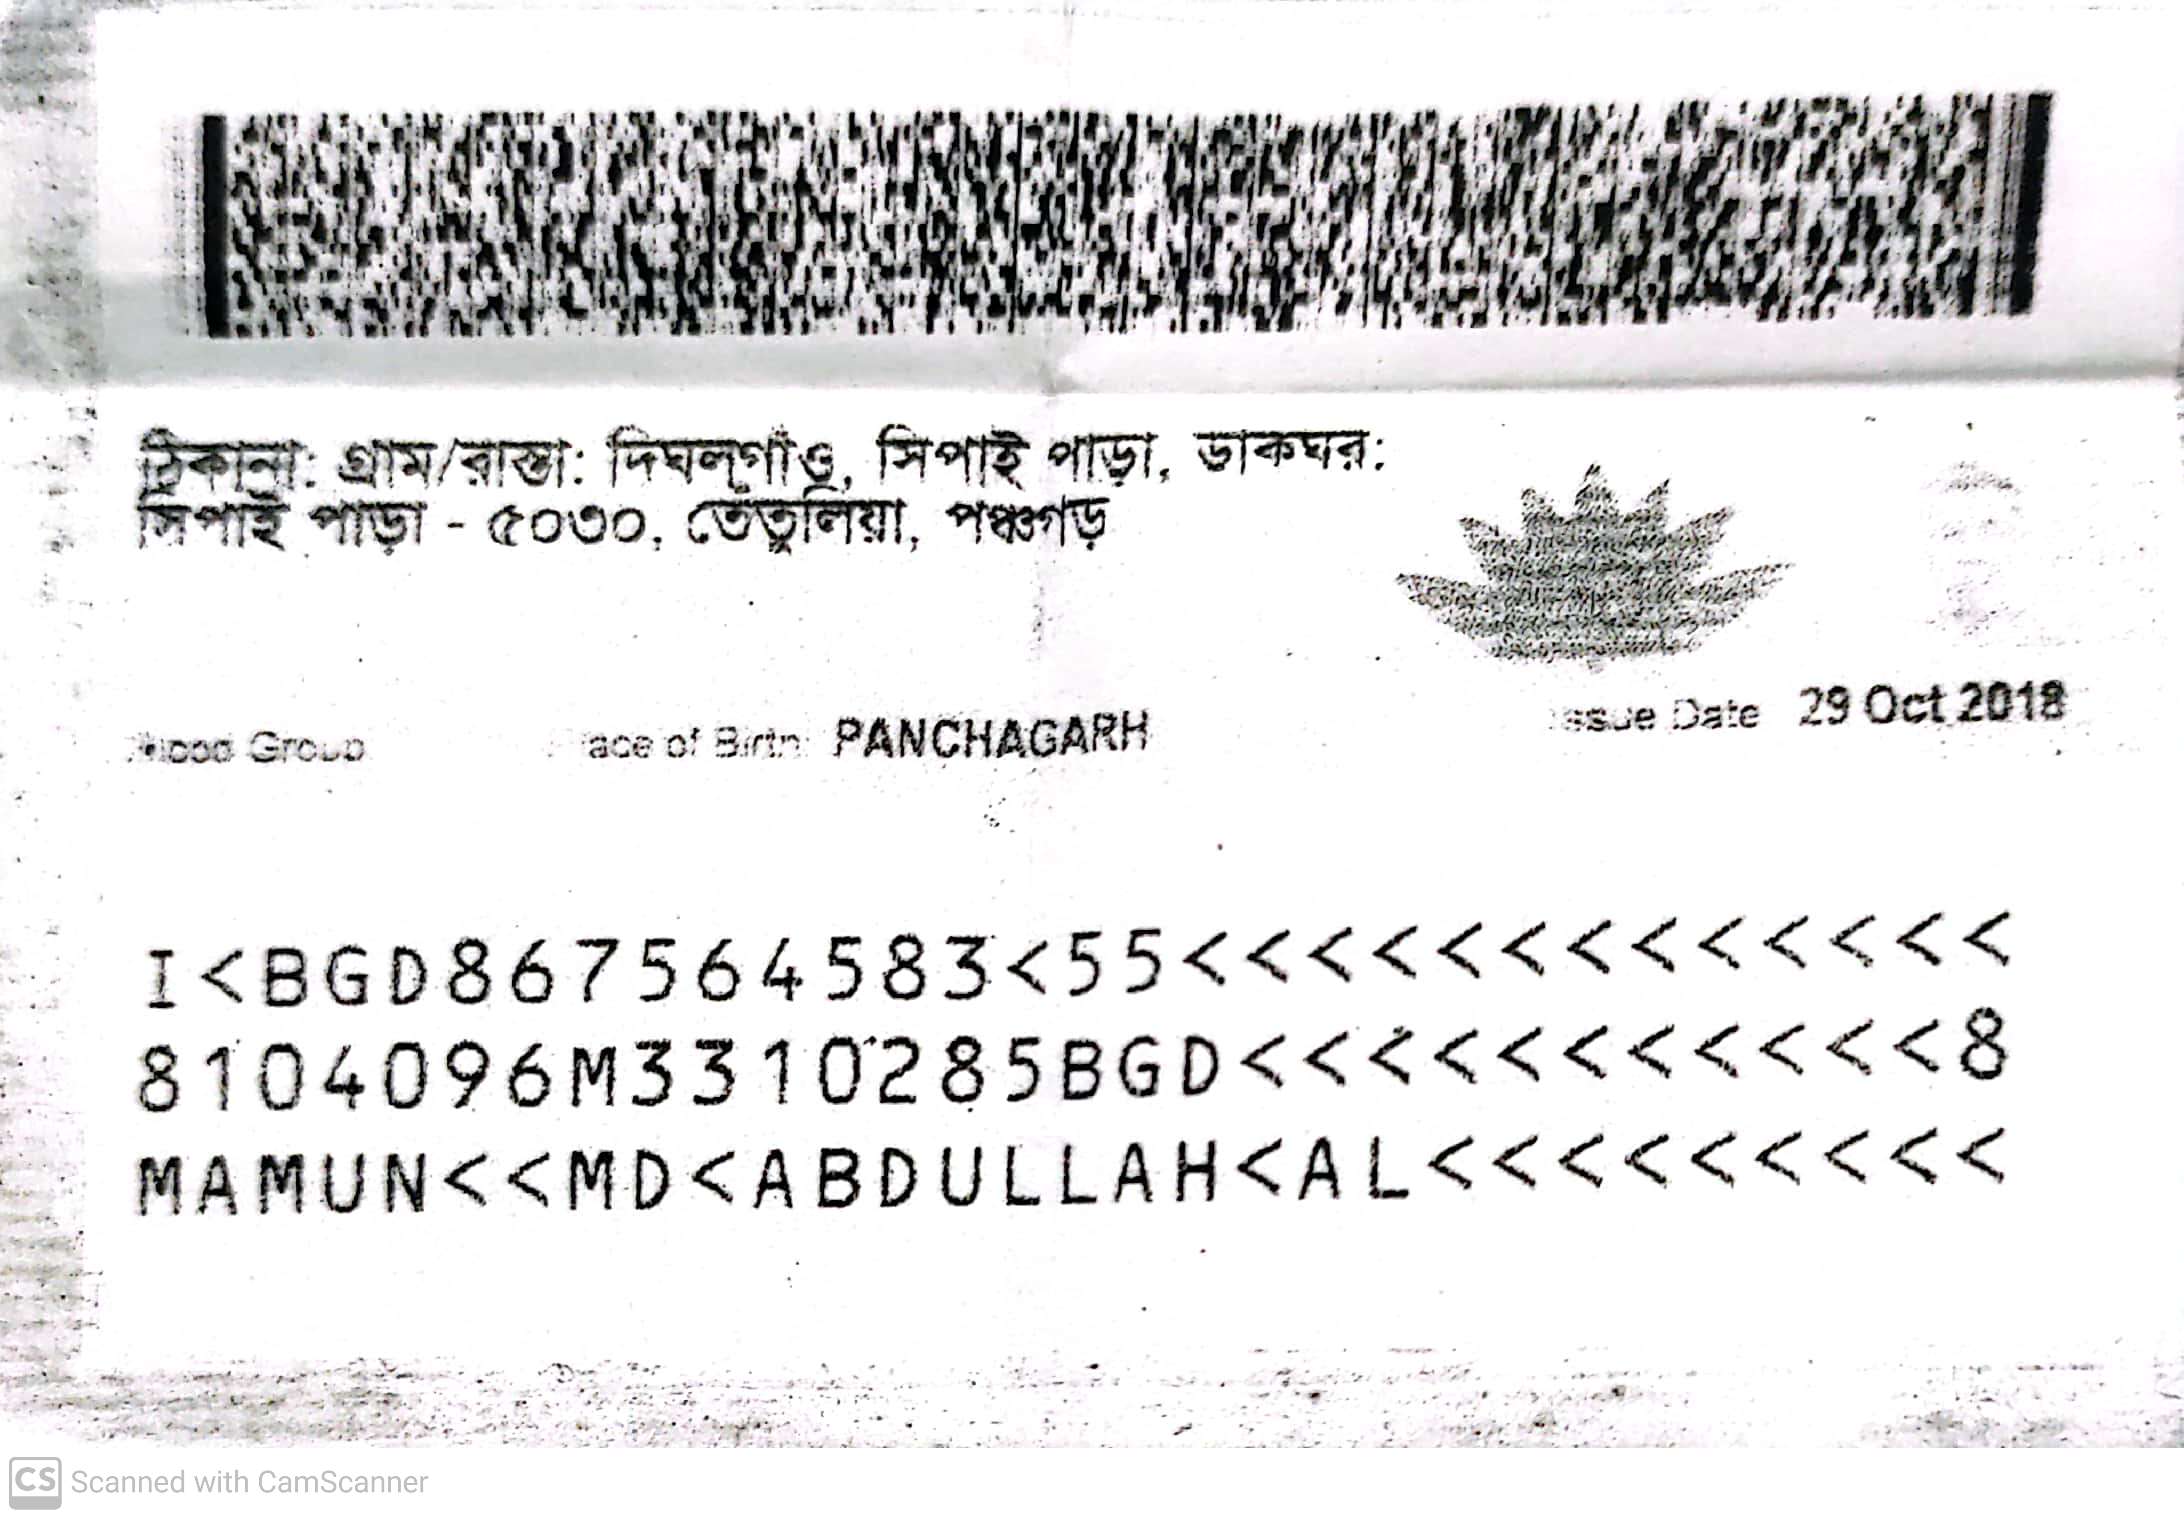 ঠিকানা: গ্রাম/রাস্তা: দিঘলগাঁও, সিপাই পাড়া, ডাকঘর:
সিপাই পাড়া - ৫০৩০, তেঁতুলিয়া, পঞ্চগড়
Blood Group Place of Birth: PANCHAGARH Issue Date 29 Oct 2018
I<BGD867564583<55<<<<<<<<<<<<<
8104096M3310285BGD<<<<<<<<<<<8
MAMUN<<MD<ABDULLAH<AL<<<<<<<<<
CS Scanned with CamScanner